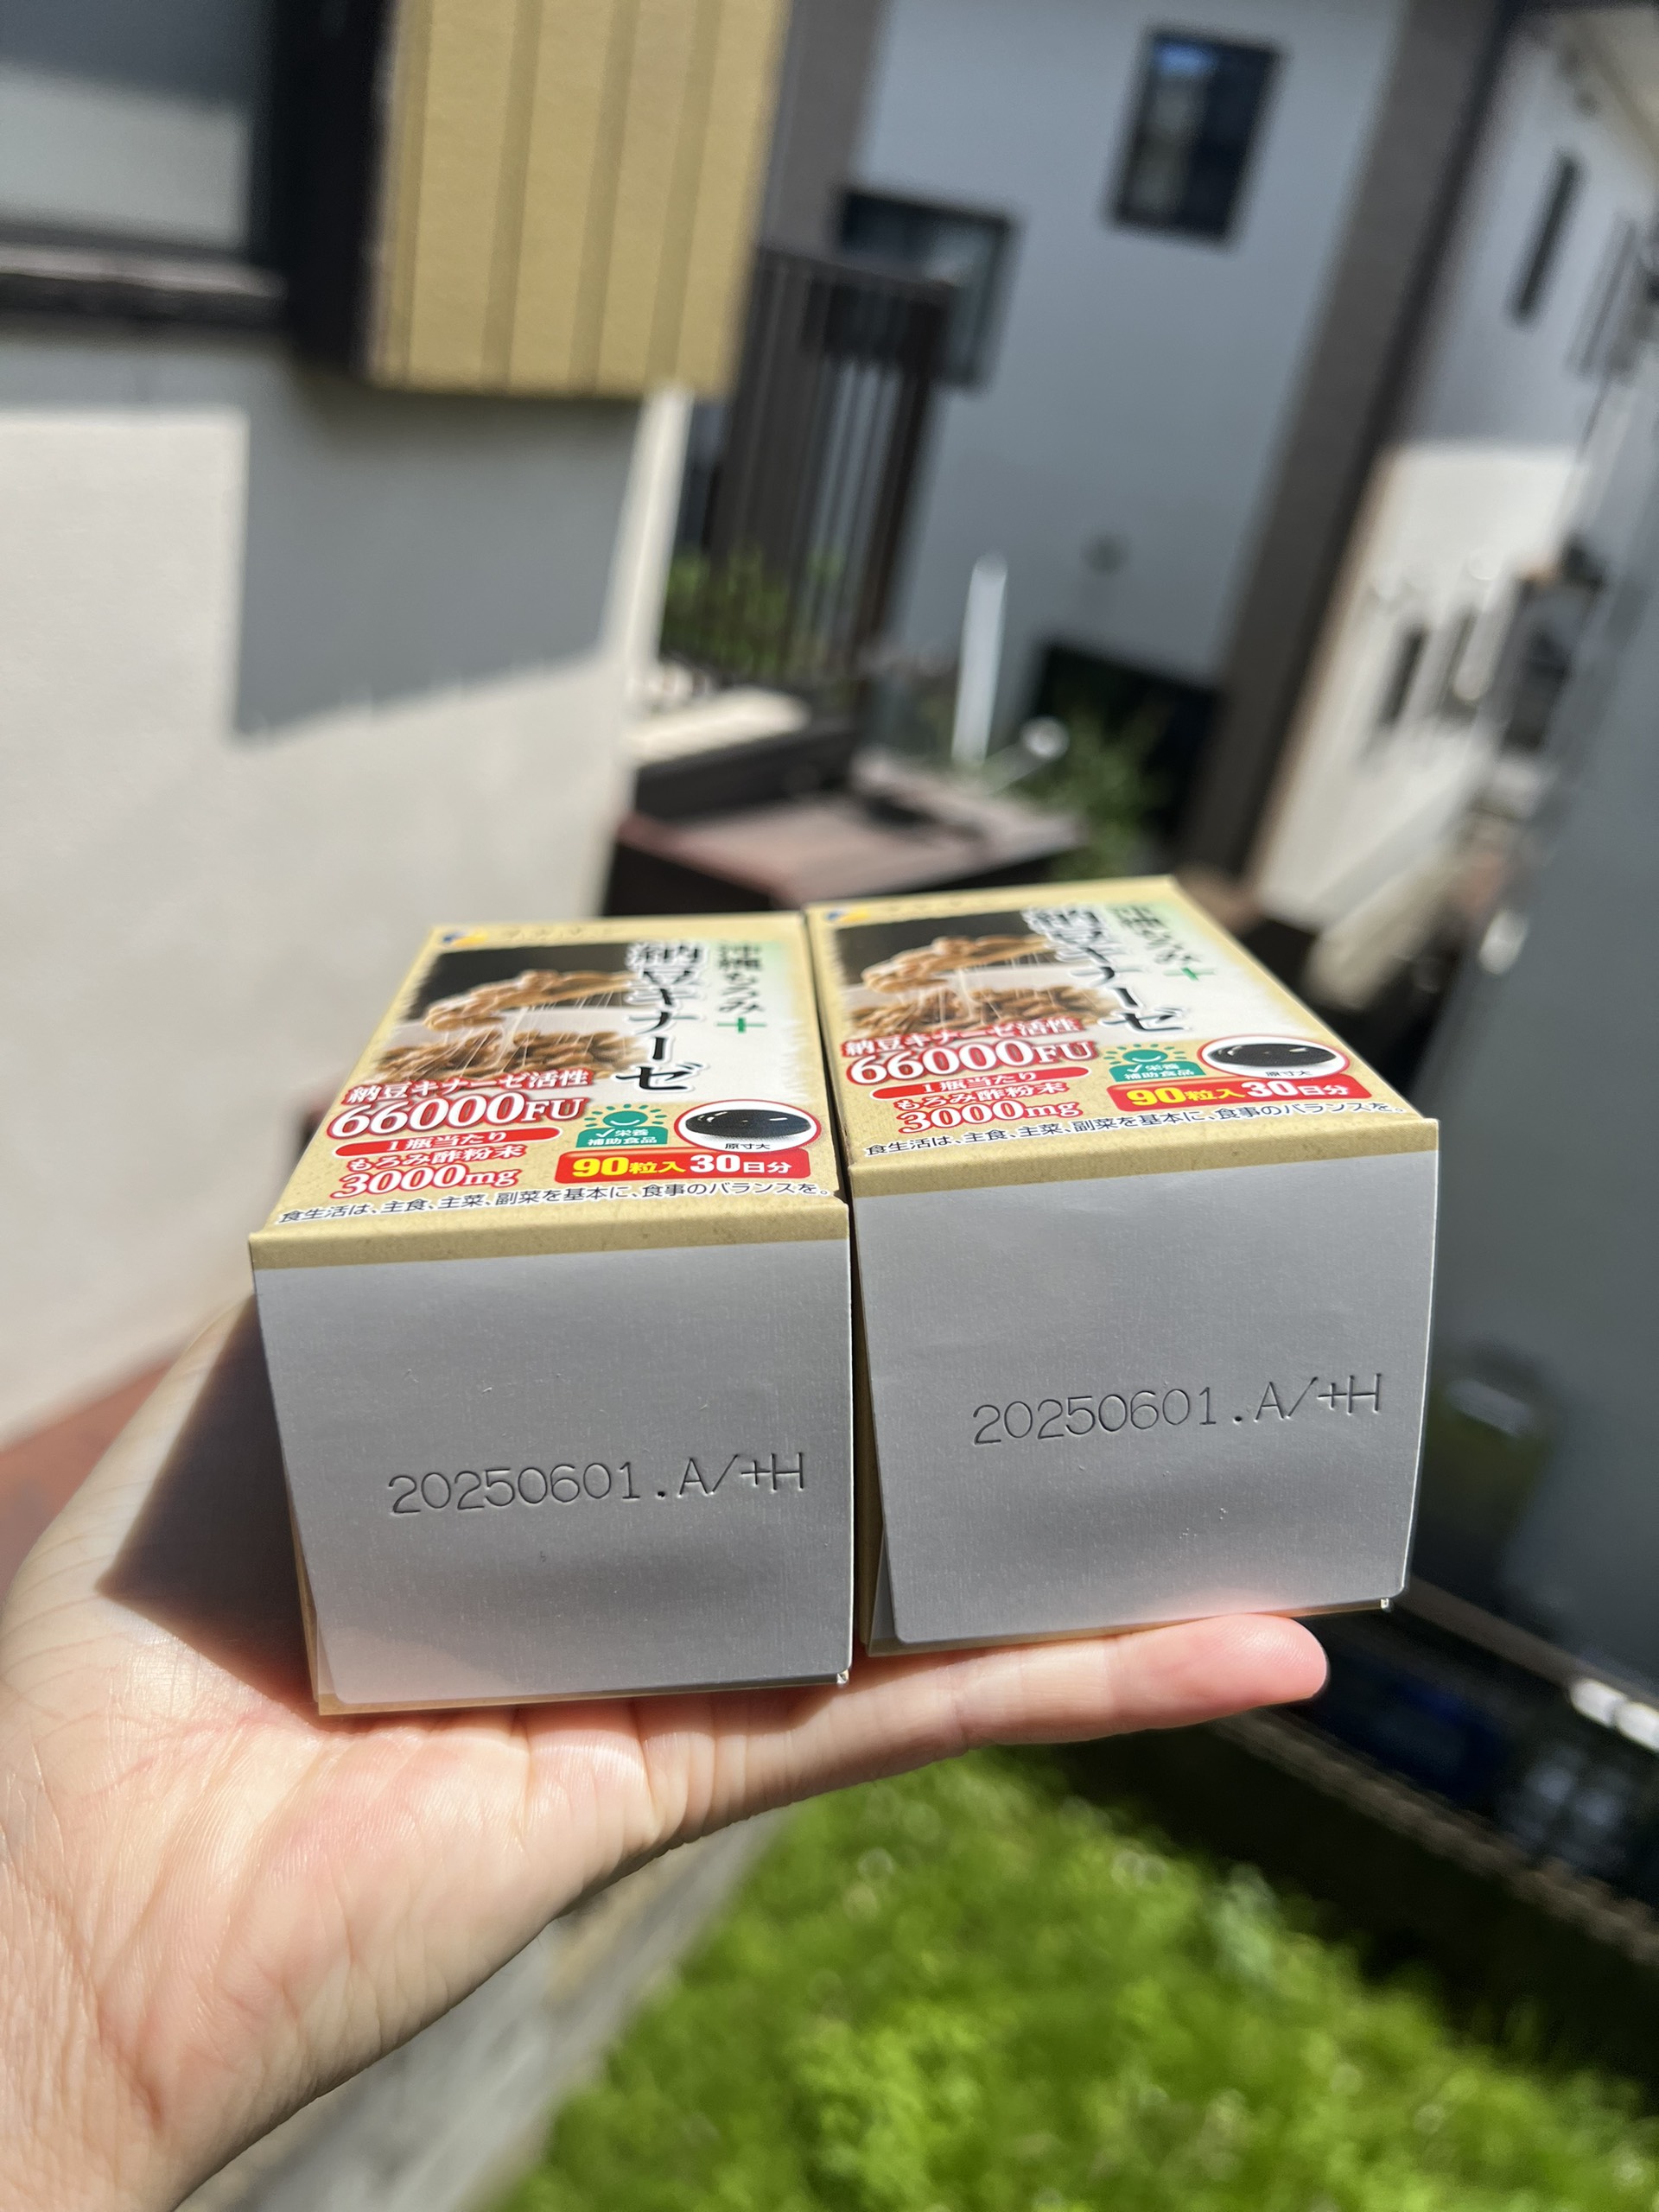 沖縄もろみ+
納豆キナーゼ
納豆キナーゼ活性
66000FU
1瓶当たり
もろみ酢粉末
3000mg
栄養
補助食品
原寸大
90粒入30日分
食生活は、主食、主菜、副菜を基本に、食事のバランスを。
20250601.A/+H
沖縄もろみ+
納豆キナーゼ
納豆キナーゼ活性
66000FU
1瓶当たり
もろみ酢粉末
3000mg
栄養
補助食品
原寸大
90粒入30日分
食生活は、主食、主菜、副菜を基本に、食事のバランスを。
20250601.A/+H